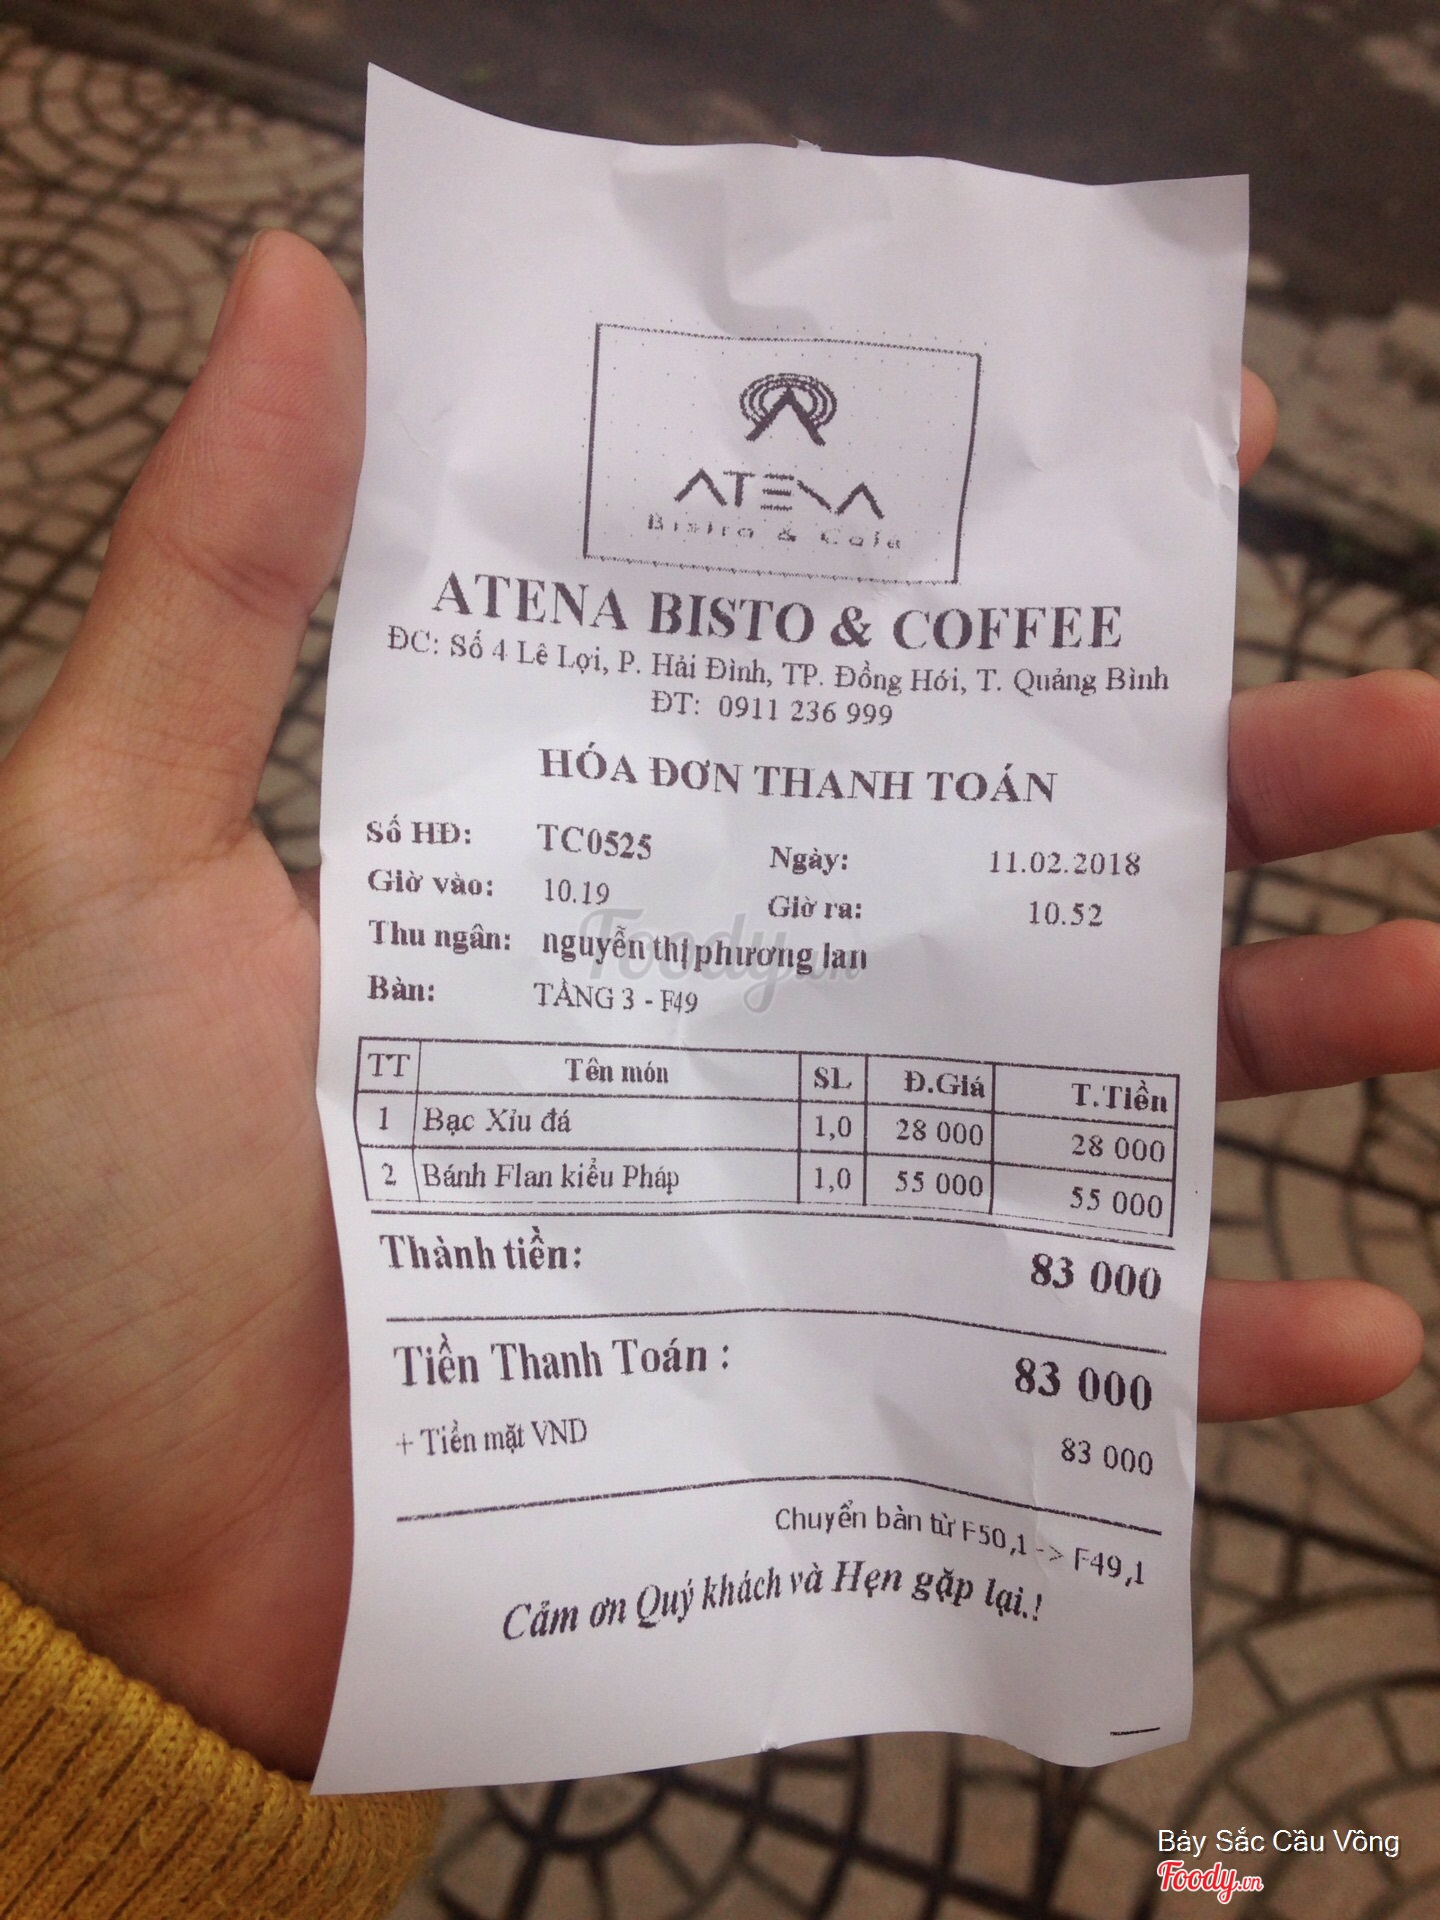 ATENA
Bistro & Cafe
ATENA BISTO & COFFEE
ĐC: Số 4 Lê Lợi, P. Hải Đình, TP. Đồng Hới, T. Quảng Bình
ĐT: 0911 236 999
HÓA ĐƠN THANH TOÁN
Số HĐ: TC0525 Ngày: 11.02.2018
Giờ vào: 10.19 Giờ ra: 10.52
Thu ngân: nguyễn thị phương lan
Bàn: TẦNG 3 - F49
TT Tên món SL Đ.Giá T.Tiền
1 Bạc Xỉu đá 1,0 28 000 28 000
2 Bánh Flan kiểu Pháp 1,0 55 000 55 000
Thành tiền: 83 000
Tiền Thanh Toán : 83 000
+ Tiền mặt VND 83 000
Chuyển bàn từ F50,1 -> F49,1
Cảm ơn Quý khách và Hẹn gặp lại.!
Foody.vn
Bảy Sắc Cầu Vồng
Foody.vn